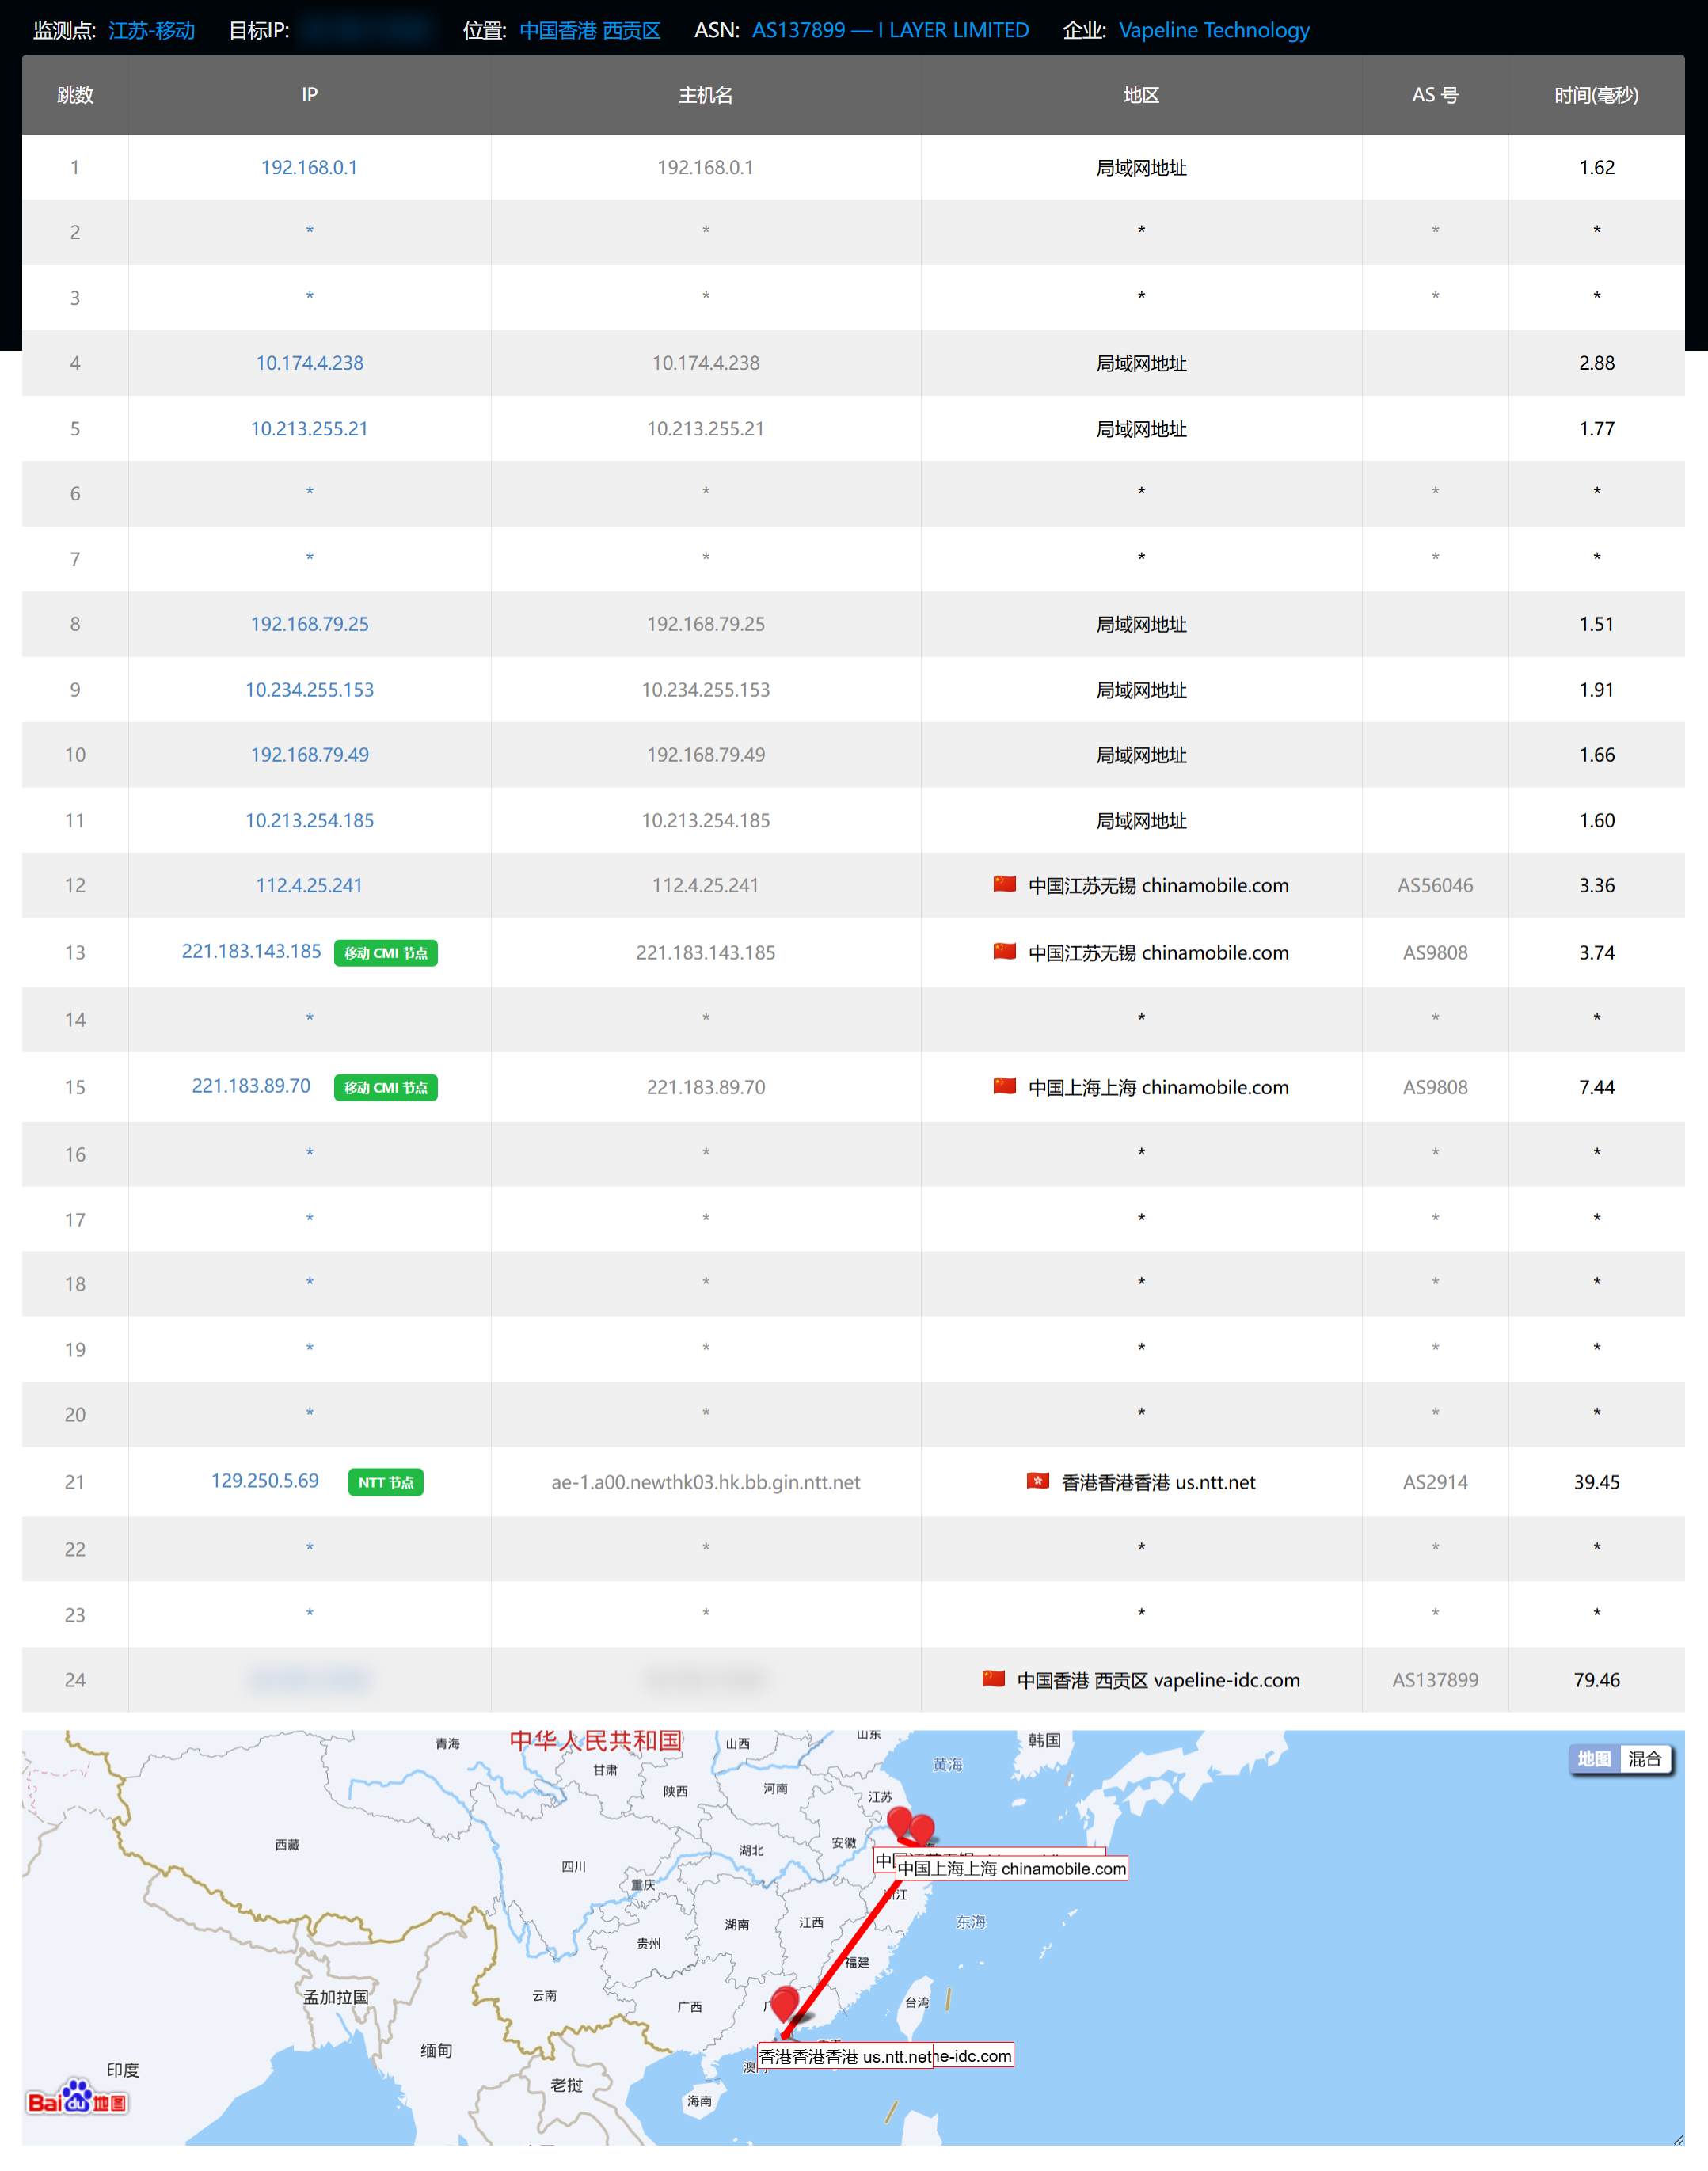 监测点: 江苏-移动 目标IP: 位置: 中国香港 西贡区 ASN: AS137899 — I LAYER LIMITED 企业: Vapeline Technology
跳数 IP 主机名 地区 AS 号 时间(毫秒)
1 192.168.0.1 192.168.0.1 局域网地址 1.62
2 * * * * *
3 * * * * *
4 10.174.4.238 10.174.4.238 局域网地址 2.88
5 10.213.255.21 10.213.255.21 局域网地址 1.77
6 * * * * *
7 * * * * *
8 192.168.79.25 192.168.79.25 局域网地址 1.51
9 10.234.255.153 10.234.255.153 局域网地址 1.91
10 192.168.79.49 192.168.79.49 局域网地址 1.66
11 10.213.254.185 10.213.254.185 局域网地址 1.60
12 112.4.25.241 112.4.25.241 中国江苏无锡 chinamobile.com AS56046 3.36
13 221.183.143.185 移动 CMI 节点 221.183.143.185 中国江苏无锡 chinamobile.com AS9808 3.74
14 * * * * *
15 221.183.89.70 移动 CMI 节点 221.183.89.70 中国上海上海 chinamobile.com AS9808 7.44
16 * * * * *
17 * * * * *
18 * * * * *
19 * * * * *
20 * * * * *
21 129.250.5.69 NTT 节点 ae-1.a00.newthk03.hk.bb.gin.ntt.net 香港香港香港 us.ntt.net AS2914 39.45
22 * * * * *
23 * * * * *
24 中国香港 西贡区 vapeline-idc.com AS137899 79.46
青海 中华人民共和国 山西 山东 韩国
甘肃 黄海 地图 混合
陕西 河南 江苏
西藏 四川 湖北 安徽
中国上海上海 chinamobile.com
重庆
湖南 江西 东海
贵州 福建
孟加拉国 云南 广西 台湾
缅甸 香港香港香港 us.ntt.net ne-idc.com
印度 老挝 海南
Baidu地图